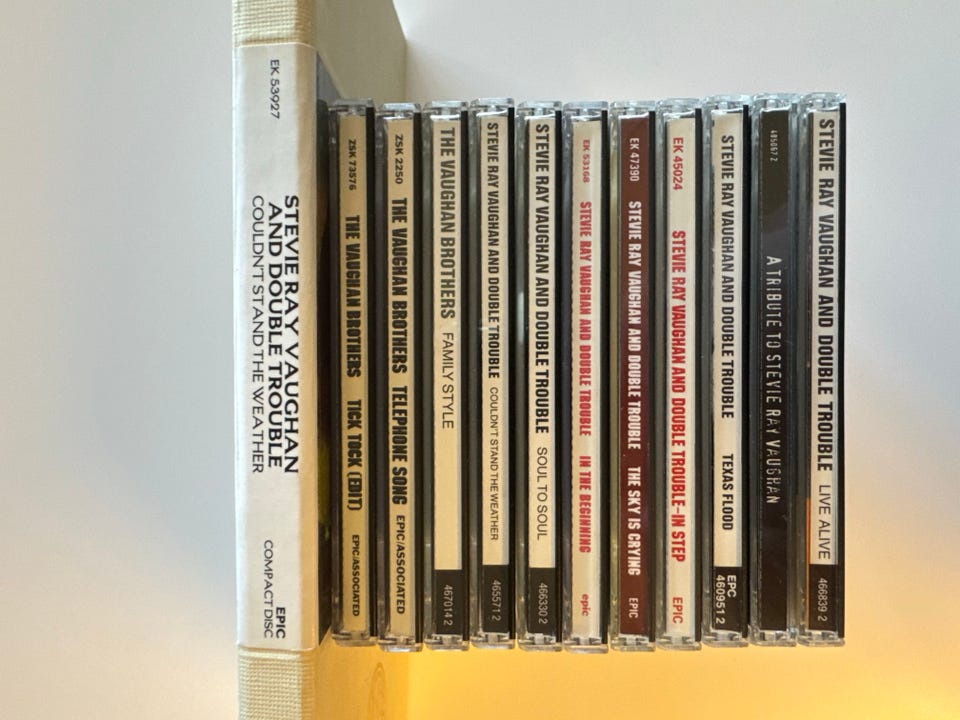 EK 53927
STEVIE RAY VAUGHAN
AND DOUBLE TROUBLE
COULDN'T STAND THE WEATHER
EPIC
COMPACT DISC
ZSK 73576 THE VAUGHAN BROTHERS TICK TOCK (EDIT) EPIC/ASSOCIATED
ZSK 2250 THE VAUGHAN BROTHERS TELEPHONE SONG EPIC/ASSOCIATED
THE VAUGHAN BROTHERS FAMILY STYLE 467014 2
STEVIE RAY VAUGHAN AND DOUBLE TROUBLE COULDN'T STAND THE WEATHER 465571 2
STEVIE RAY VAUGHAN AND DOUBLE TROUBLE SOUL TO SOUL 466330 2
EK 53168 STEVIE RAY VAUGHAN AND DOUBLE TROUBLE IN THE BEGINNING epic
EK 47390 STEVIE RAY VAUGHAN AND DOUBLE TROUBLE THE SKY IS CRYING EPIC
EK 45024 STEVIE RAY VAUGHAN AND DOUBLE TROUBLE–IN STEP EPIC
STEVIE RAY VAUGHAN AND DOUBLE TROUBLE TEXAS FLOOD EPC
460951 2
485067 2 A TRIBUTE TO STEVIE RAY VAUGHAN
STEVIE RAY VAUGHAN AND DOUBLE TROUBLE LIVE ALIVE 466839 2